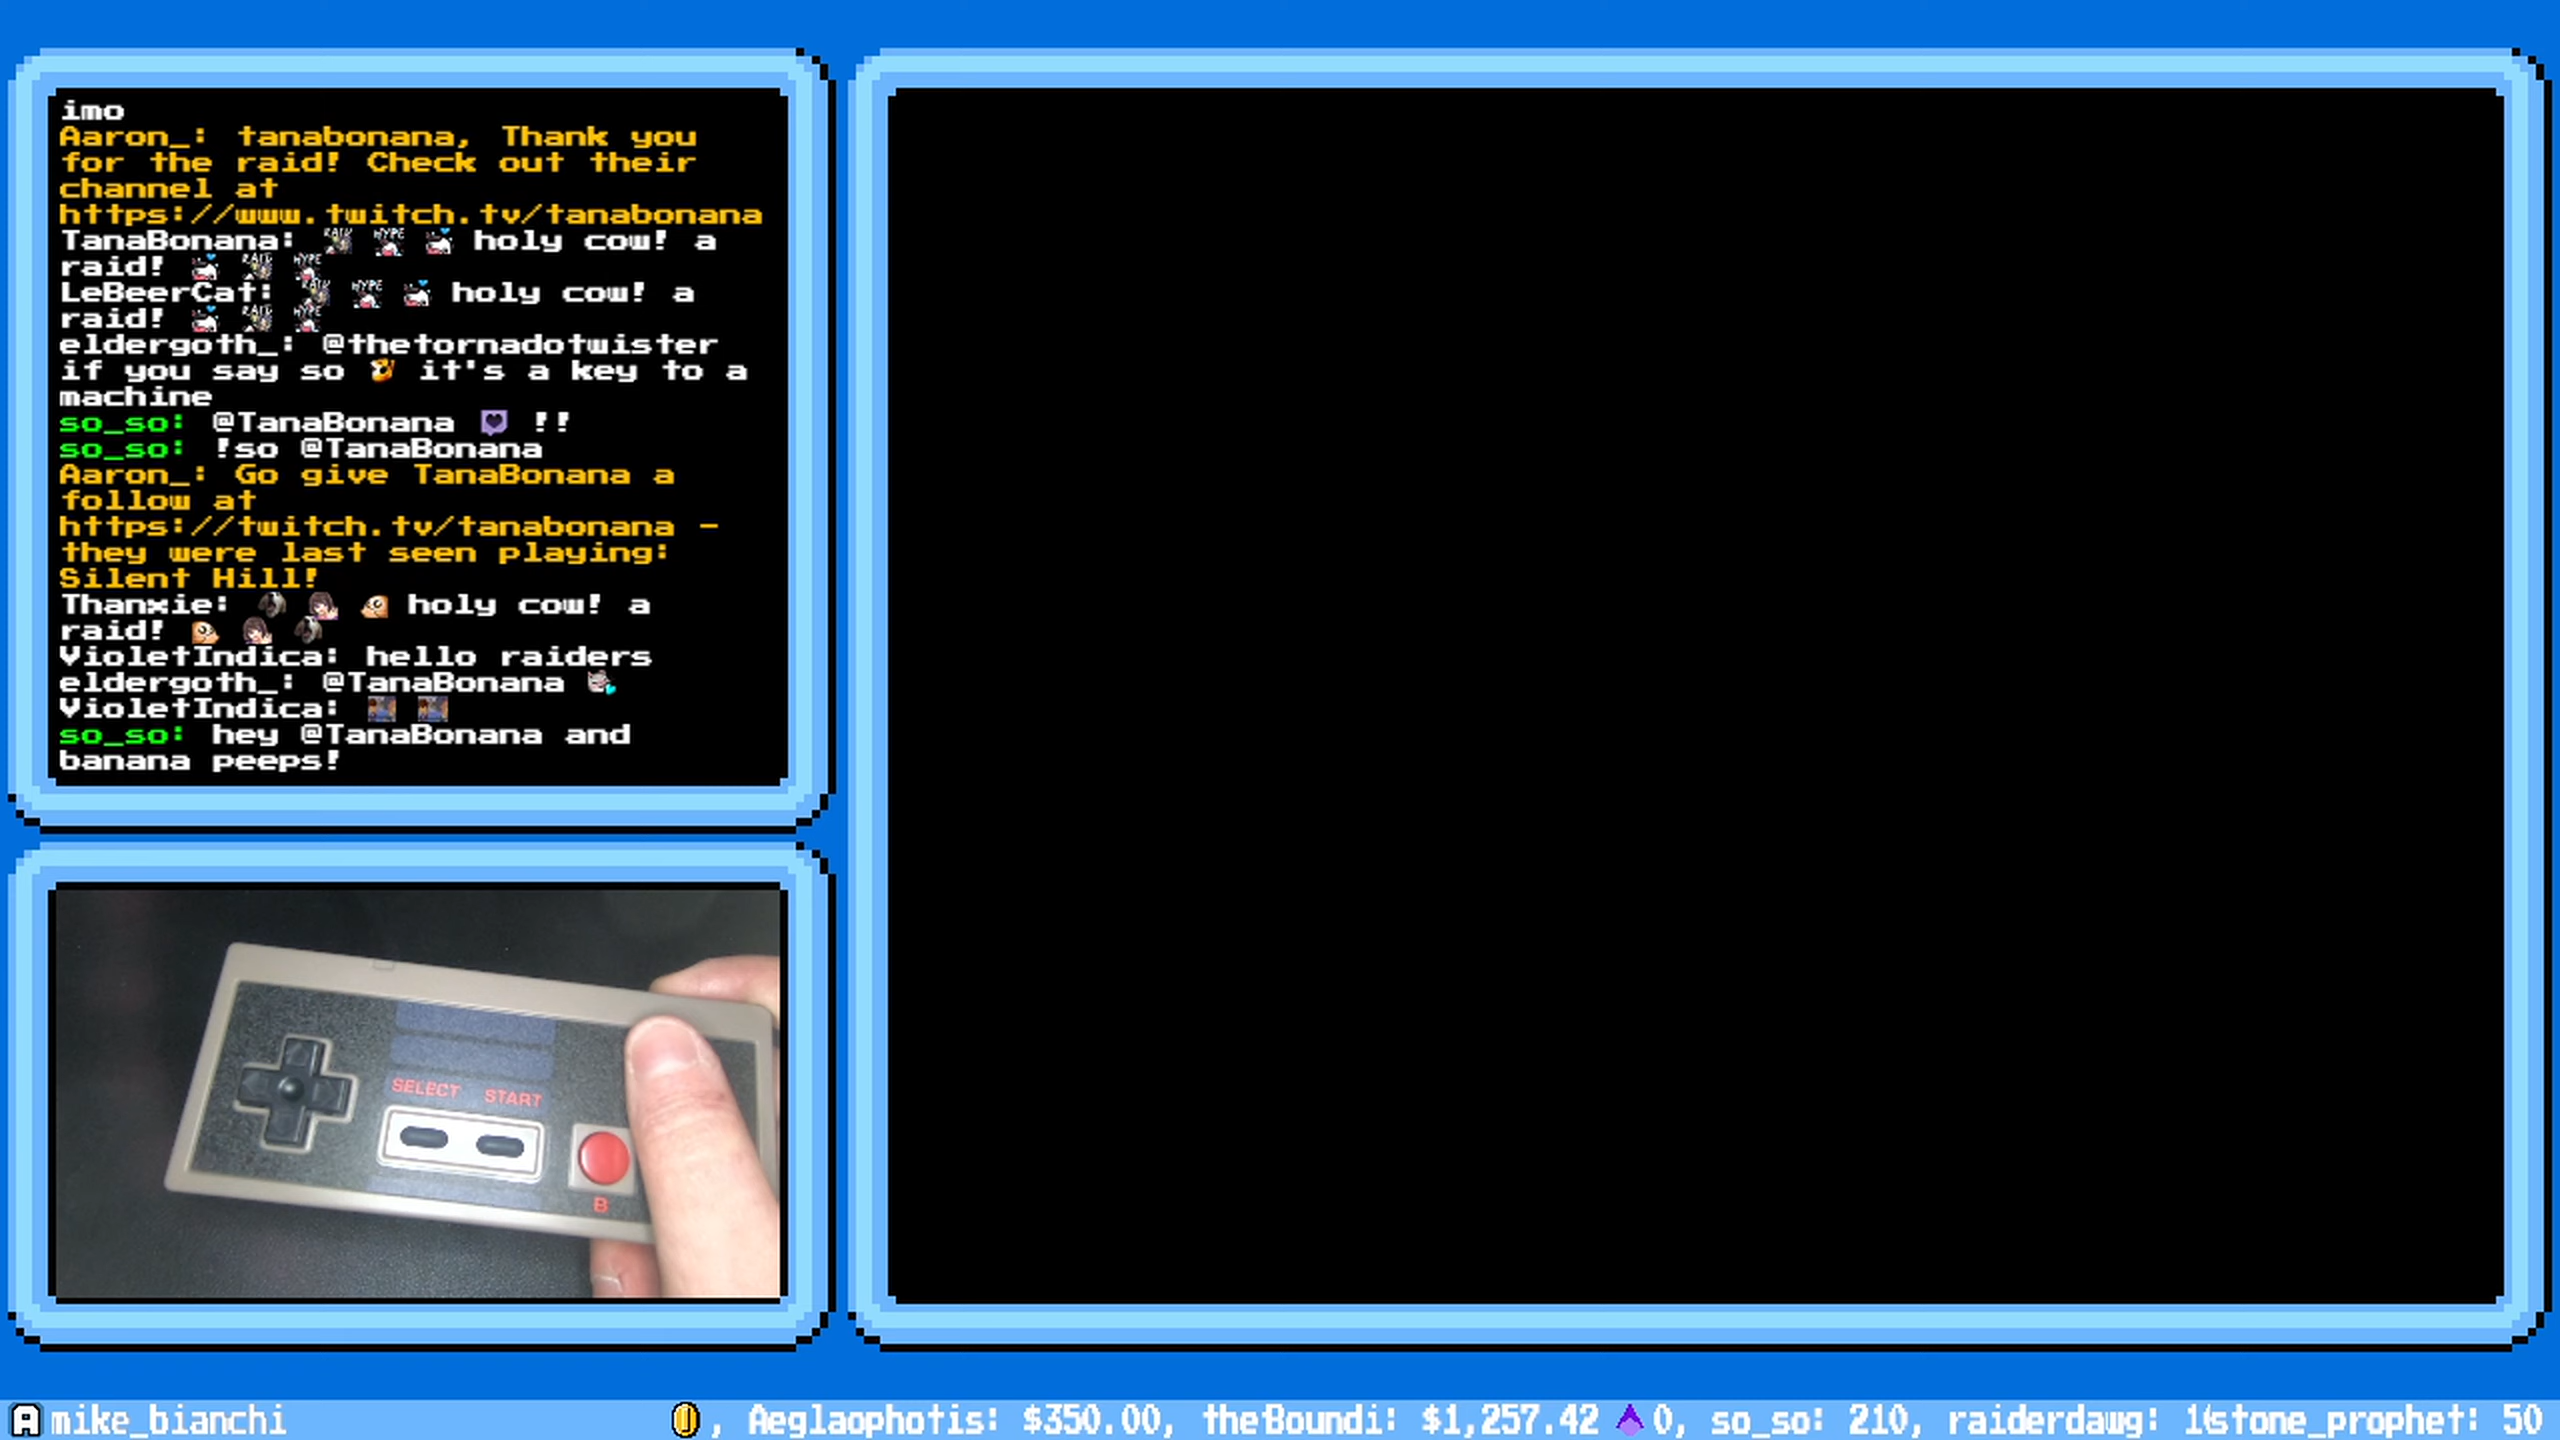 imo
Aaron_: tanabonana, Thank you
for the raid! Check out their
channel at
https://www.twitch.tv/tanabonana
TanaBonana: holy cow! a
raid!
LeBeerCat: holy cow! a
raid!
eldergoth_: @thetornadotwister
if you say so it's a key to a
machine
so_so: @TanaBonana !!
so_so: !so @TanaBonana
Aaron_: Go give TanaBonana a
follow at
https://twitch.tv/tanabonana -
they were last seen playing:
Silent Hill!
Thanxie: holy cow! a
raid!
VioletIndica: hello raiders
eldergoth_: @TanaBonana
VioletIndica:
so_so: hey @TanaBonana and
banana peeps!
SELECT START
B
A mike_bianchi
, Aeglaophotis: $350.00, theBoundi: $1,257.42
0, so_so: 210, raiderdawg: stone_prophet: 50